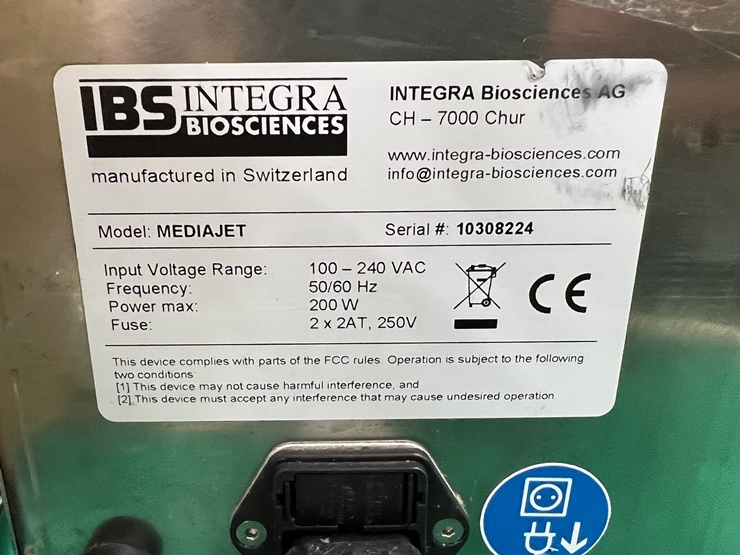 IBS INTEGRA
BIOSCIENCES
manufactured in Switzerland
INTEGRA Biosciences AG
CH – 7000 Chur
www.integra-biosciences.com
info@integra-biosciences.com
Model: MEDIAJET
Serial #: 10308224
Input Voltage Range: 100 – 240 VAC
Frequency: 50/60 Hz
Power max: 200 W
Fuse: 2 x 2AT, 250V
CE
This device complies with parts of the FCC rules. Operation is subject to the following
two conditions:
[1] This device may not cause harmful interference, and
[2] This device must accept any interference that may cause undesired operation.